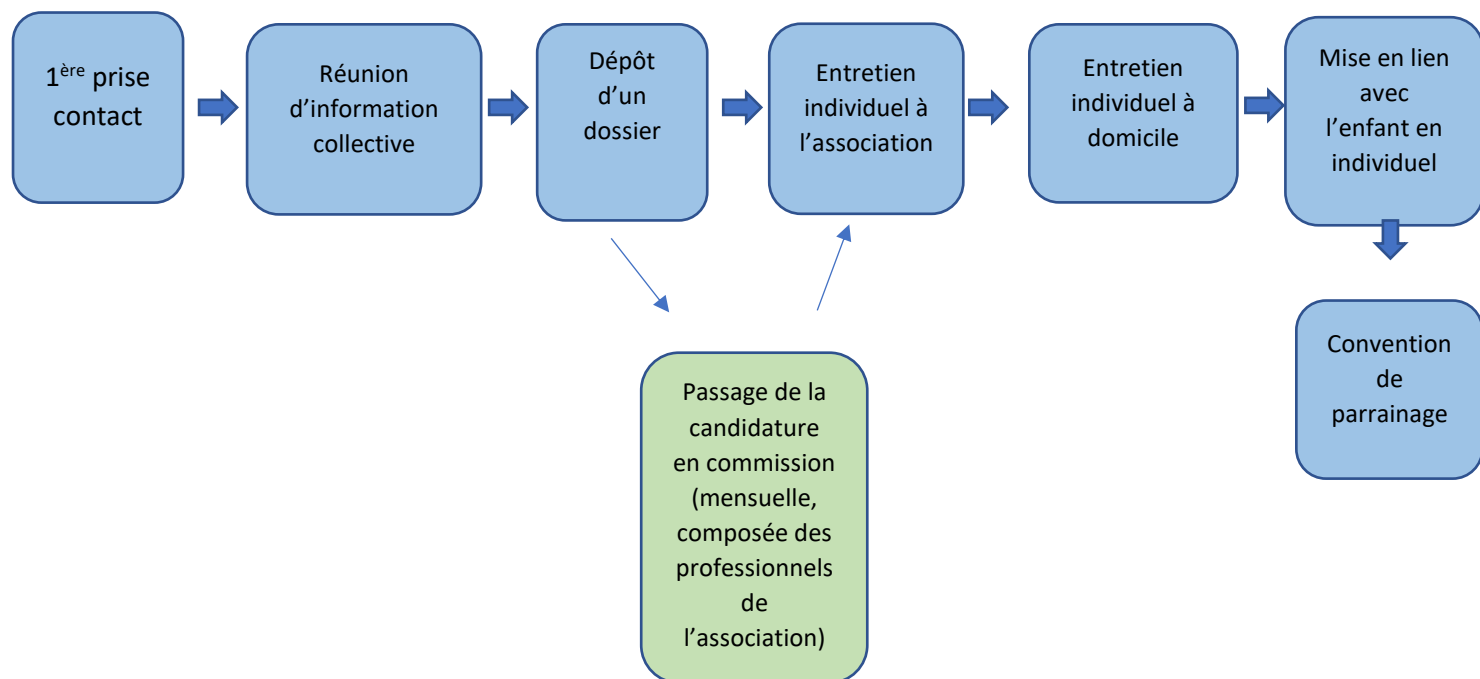 1ère prise
contact
Réunion
d’information
collective
Dépôt
d’un
dossier
Entretien
individuel à
l’association
Entretien
individuel à
domicile
Mise en lien
avec
l’enfant en
individuel
Passage de la
candidature
en commission
(mensuelle,
composée des
professionnels
de
l’association)
Convention
de
parrainage